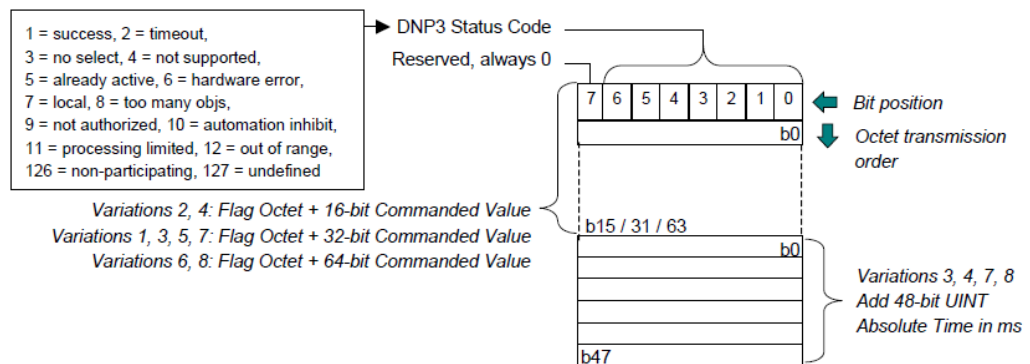 1 = success, 2 = timeout,
3 = no select, 4 = not supported,
5 = already active, 6 = hardware error,
7 = local, 8 = too many objs,
9 = not authorized, 10 = automation inhibit,
11 = processing limited, 12 = out of range,
126 = non-participating, 127 = undefined
DNP3 Status Code
Reserved, always 0
7 6 5 4 3 2 1 0
Bit position
b0
Octet transmission
order
Variations 2, 4: Flag Octet + 16-bit Commanded Value
Variations 1, 3, 5, 7: Flag Octet + 32-bit Commanded Value
Variations 6, 8: Flag Octet + 64-bit Commanded Value
b15 / 31 / 63
b0
Variations 3, 4, 7, 8
Add 48-bit UINT
Absolute Time in ms
b47